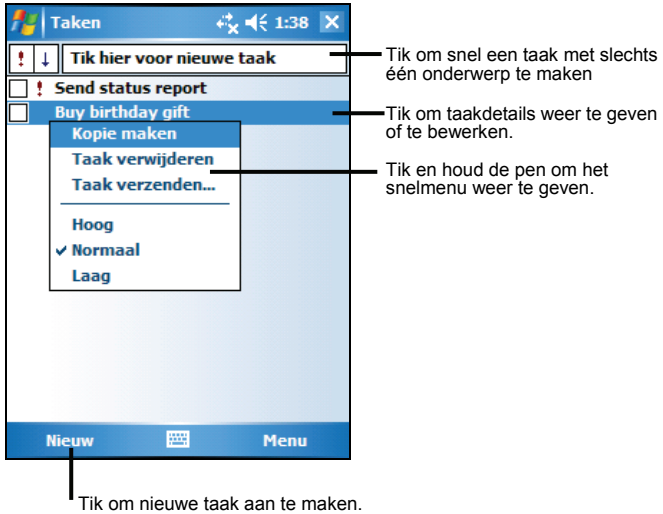 Taken 1:38
! ↓ Tik hier voor nieuwe taak
! Send status report
Buy birthday gift
Kopie maken
Taak verwijderen
Taak verzenden...
Hoog
✓ Normaal
Laag
Nieuw Menu
Tik om snel een taak met slechts
één onderwerp te maken
Tik om taakdetails weer te geven
of te bewerken.
Tik en houd de pen om het
snelmenu weer te geven.
Tik om nieuwe taak aan te maken.